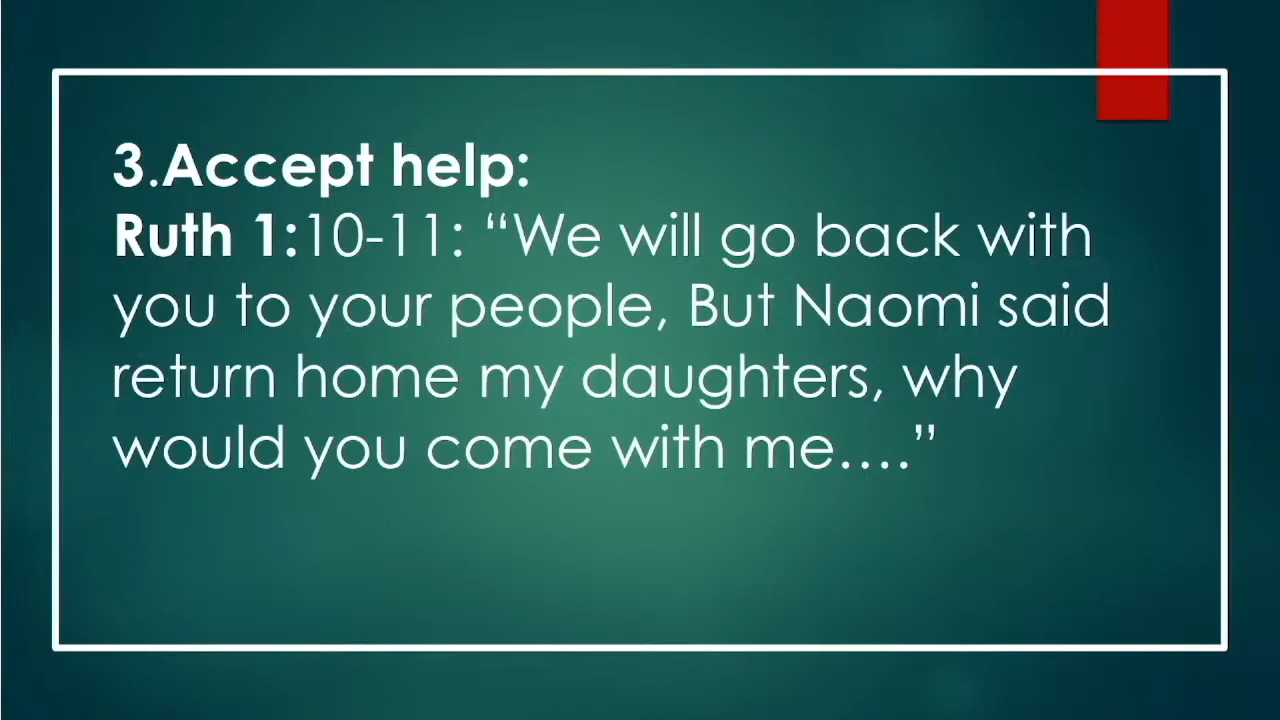 3.Accept help:
Ruth 1:10-11: “We will go back with
you to your people, But Naomi said
return home my daughters, why
would you come with me….”